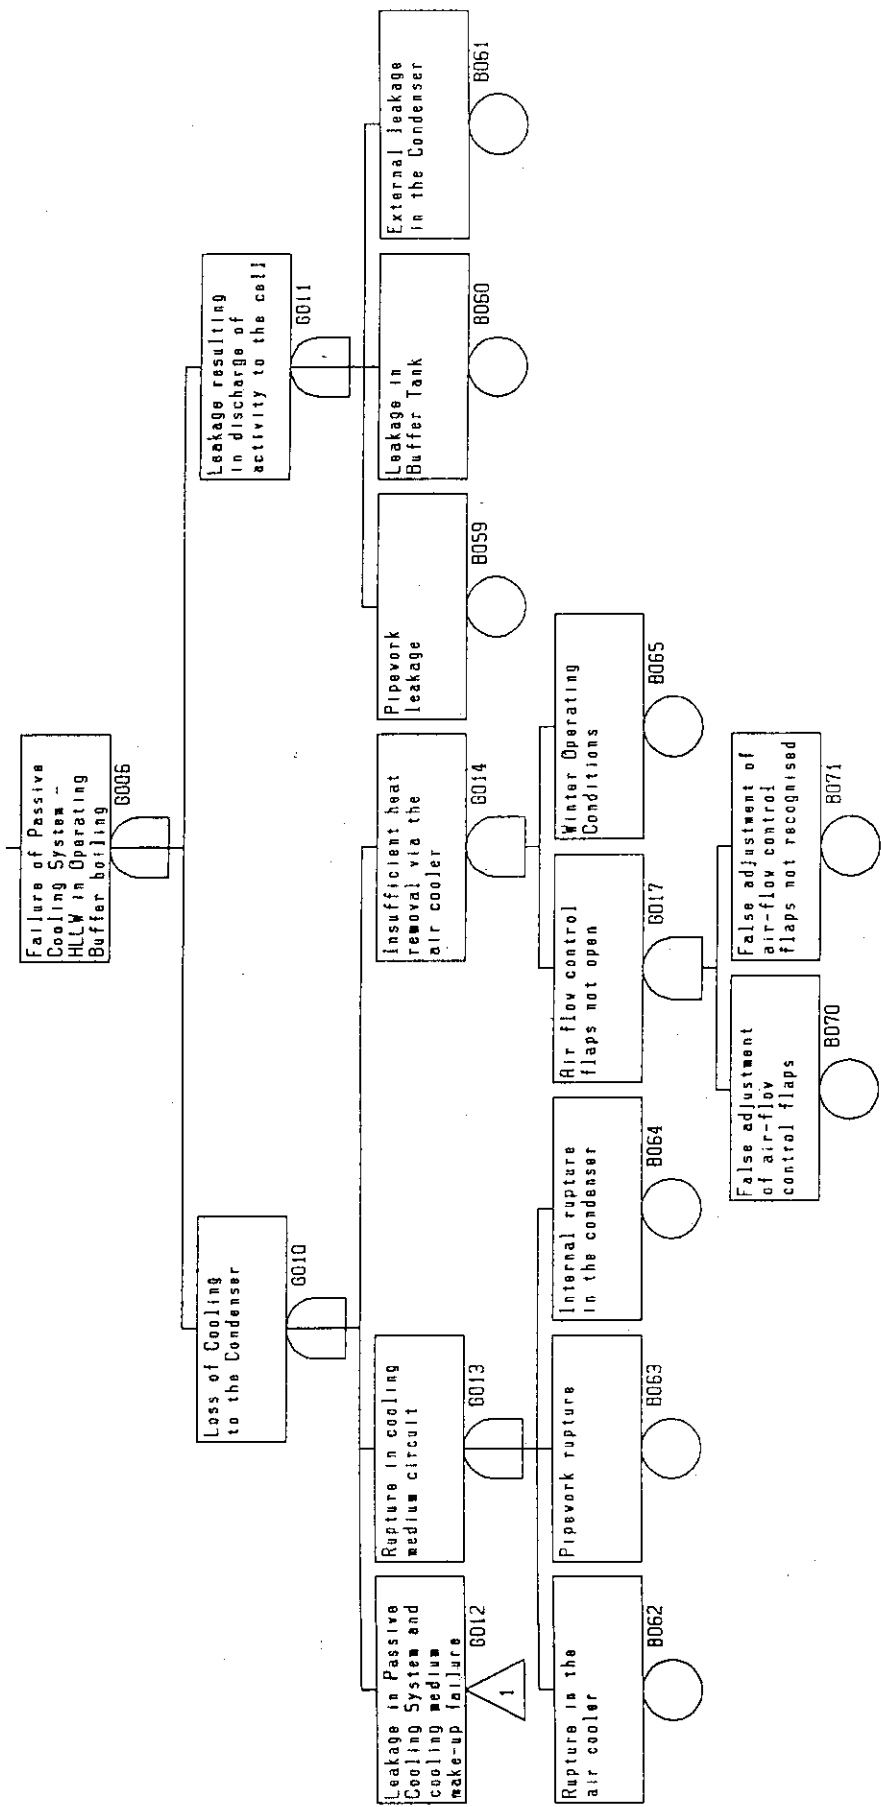 Failure of Passive
Cooling System -
HLLW in Operating
Buffer boiling
G006
Loss of Cooling
to the Condenser
G010
Leakage resulting
in discharge of
activity to the cell
G011
Leakage in Passive
Cooling System and
cooling medium
make-up failure
G012
1
Rupture in cooling
medium circuit
G013
Insufficient heat
removal via the
air cooler
G014
Pipework
leakage
B059
Leakage in
Buffer Tank
B060
External leakage
in the Condenser
B061
Rupture in the
air cooler
B062
Pipework rupture
B063
Internal rupture
in the condenser
B064
Air flow control
flaps not open
G017
Winter Operating
Conditions
B065
False adjustment
of air-flow
control flaps
B070
False adjustment of
air-flow control
flaps not recognised
B071